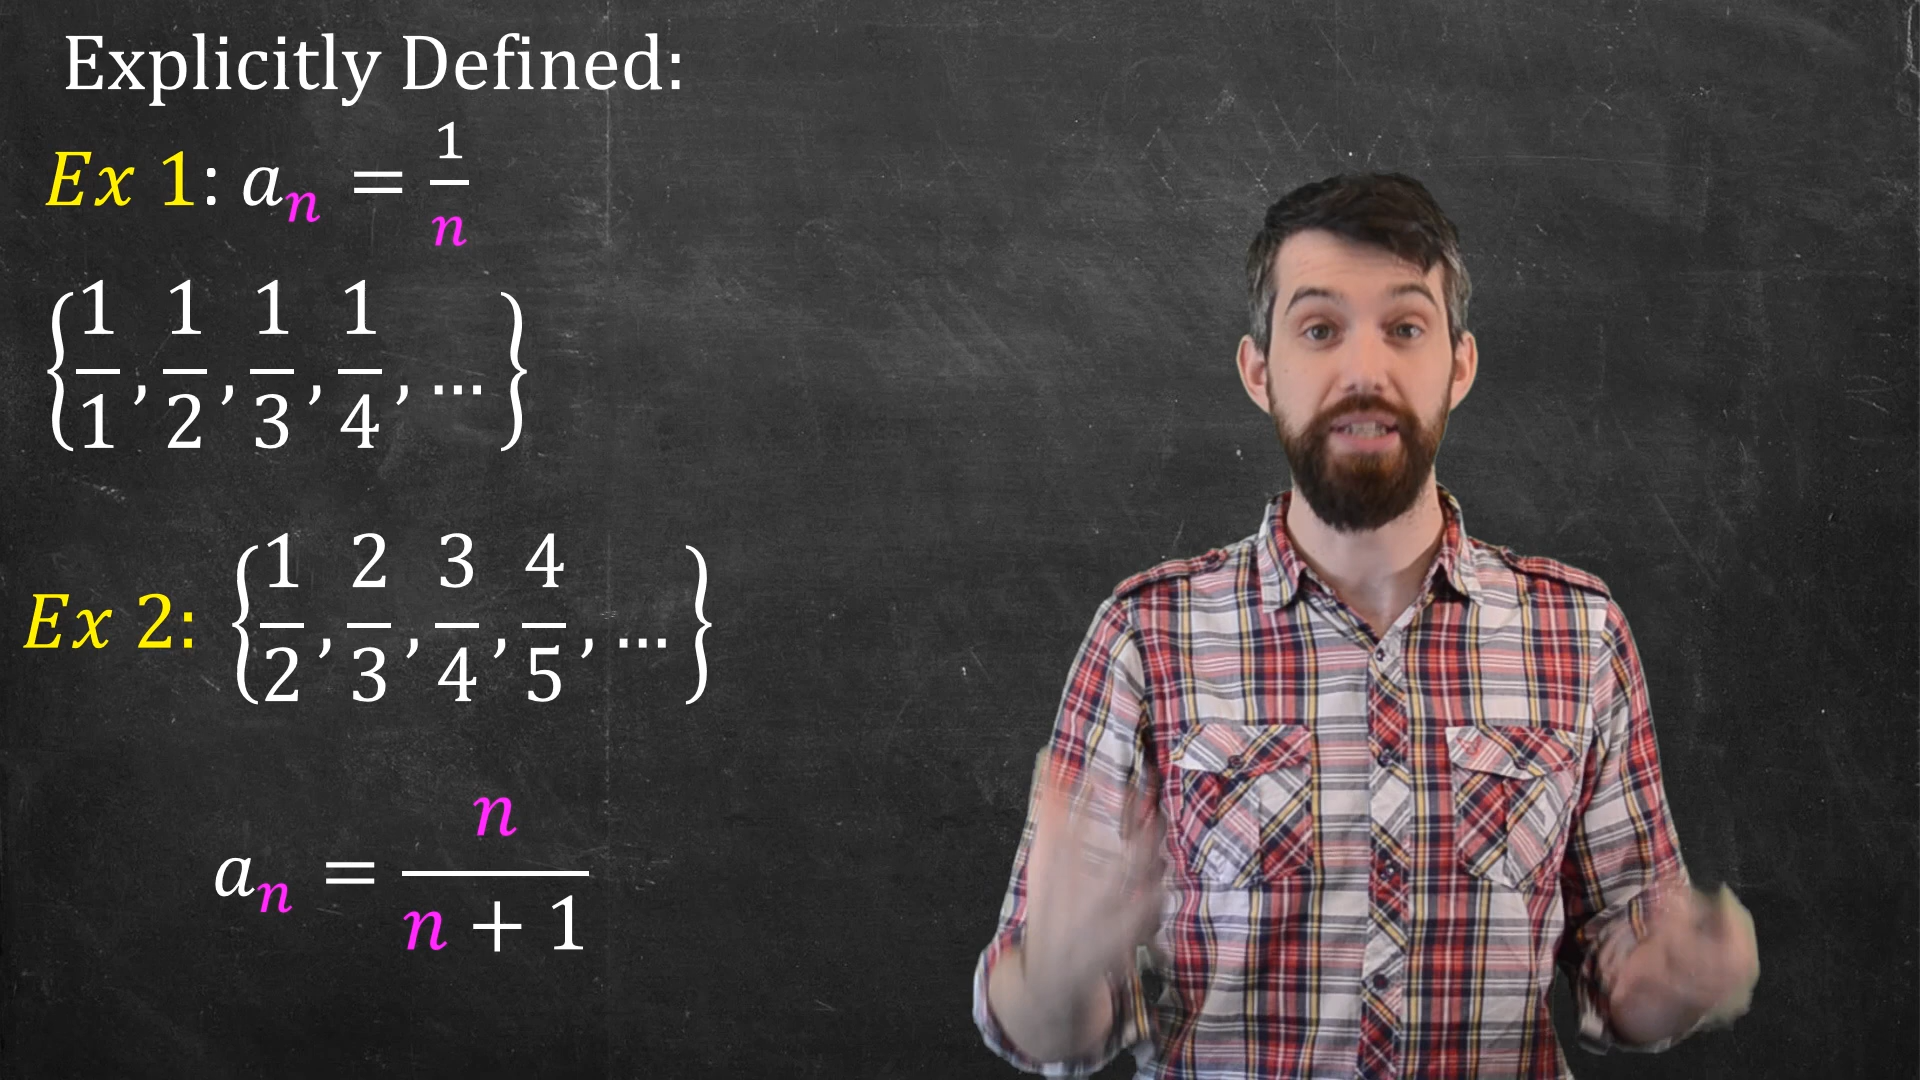 Explicitly Defined:
Ex 1: aₙ = 1/n
{1/1, 1/2, 1/3, 1/4, ...}
Ex 2: {1/2, 2/3, 3/4, 4/5, ...}
aₙ = n/(n + 1)